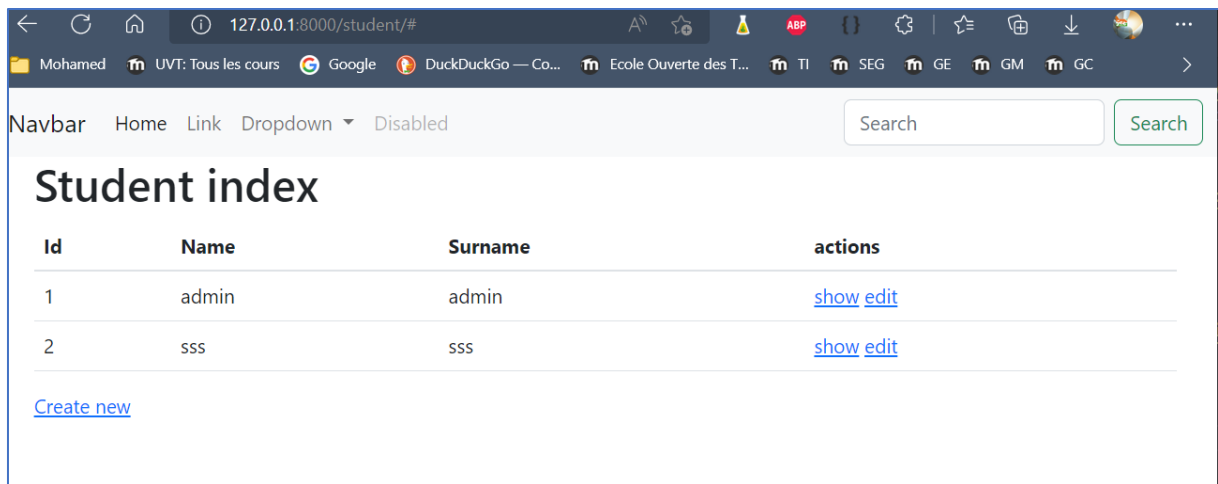 127.0.0.1:8000/student/# A ABP { }
Mohamed m UVT: Tous les cours G Google DuckDuckGo — Co... m Ecole Ouverte des T... m TI m SEG m GE m GM m GC
Navbar Home Link Dropdown Disabled Search Search
Student index
Id Name Surname actions
1 admin admin show edit
2 sss sss show edit
Create new